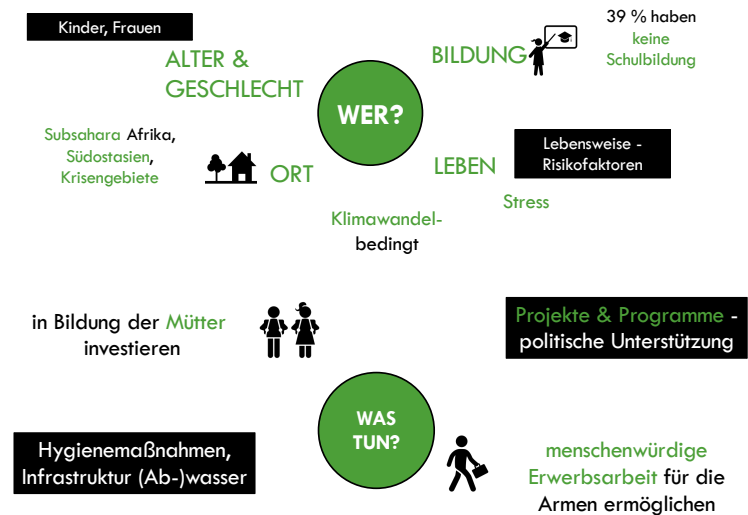 Kinder, Frauen
ALTER &
GESCHLECHT
WER?
BILDUNG
39 % haben
keine
Schulbildung
Subsahara Afrika,
Südostasien,
Krisengebiete
ORT
LEBEN
Lebensweise -
Risikofaktoren
Stress
Klimawandel-
bedingt
in Bildung der Mütter
investieren
Projekte & Programme -
politische Unterstützung
WAS
TUN?
Hygienemaßnahmen,
Infrastruktur (Ab-)wasser
menschenwürdige
Erwerbsarbeit für die
Armen ermöglichen